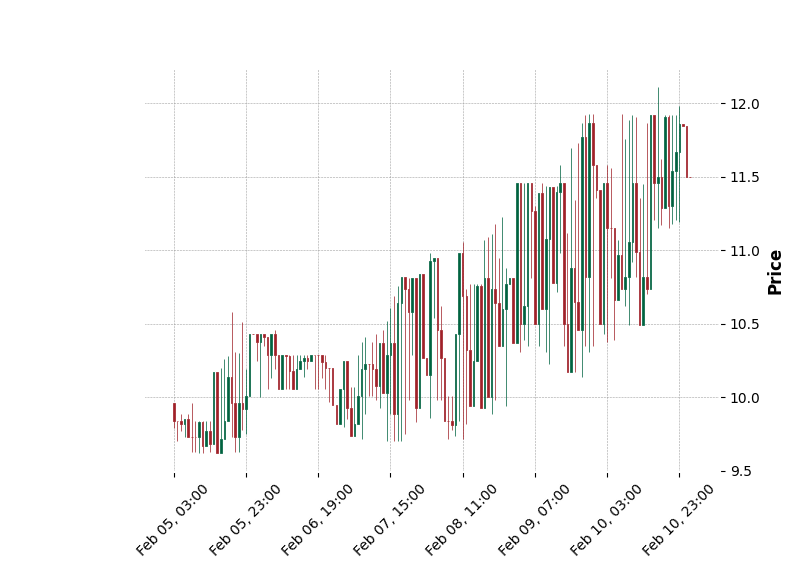 12.0
11.5
11.0
10.5
10.0
9.5
Price
Feb 05, 03:00
Feb 05, 23:00
Feb 06, 19:00
Feb 07, 15:00
Feb 08, 11:00
Feb 09, 07:00
Feb 10, 03:00
Feb 10, 23:00